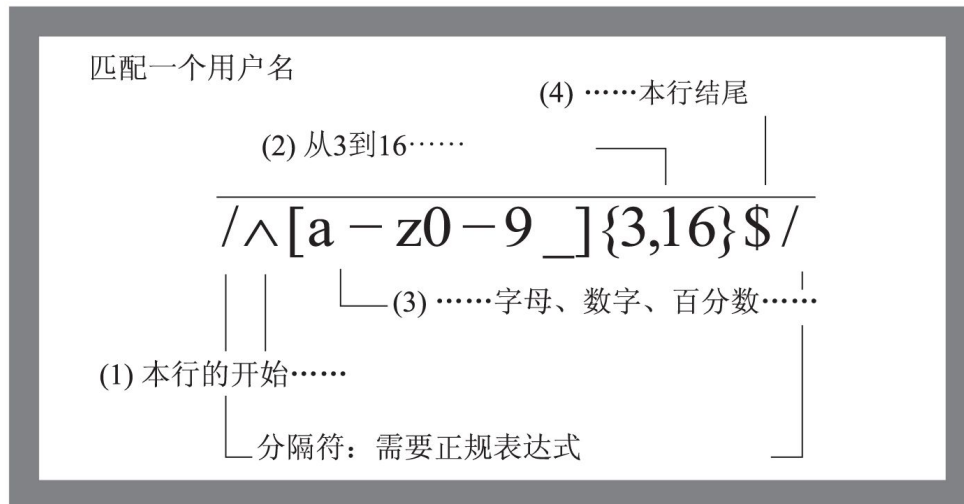 匹配一个用户名
(4) ……本行结尾
(2) 从3到16……
/^[a－z0－9_]{3,16}$/
(3) ……字母、数字、百分数……
(1) 本行的开始……
分隔符：需要正规表达式